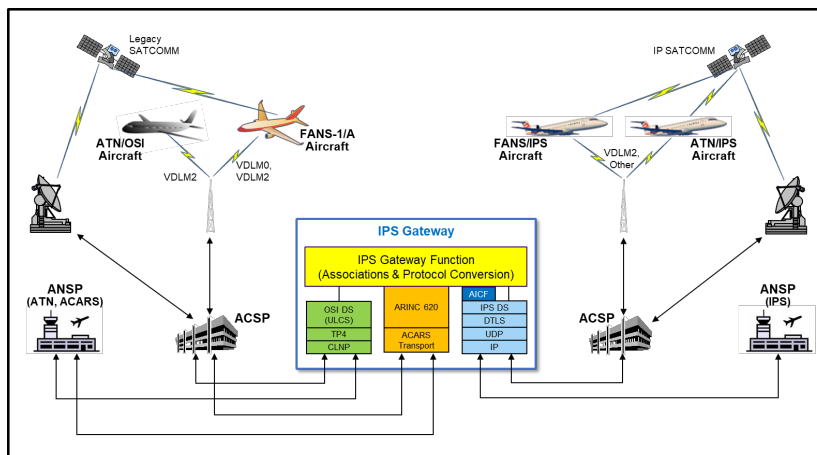 Legacy
SATCOMM
IP SATCOMM
ATN/OSI
Aircraft
FANS-1/A
Aircraft
FANS/IPS
Aircraft
ATN/IPS
Aircraft
VDLM2
VDLM0,
VDLM2
VDLM2,
Other
IPS Gateway
IPS Gateway Function
(Associations & Protocol Conversion)
OSI DS
(ULCS)
TP4
CLNP
ARINC 620
ACARS
Transport
AICF
IPS DS
DTLS
UDP
IP
ANSP
(ATN, ACARS)
ACSP
ACSP
ANSP
(IPS)